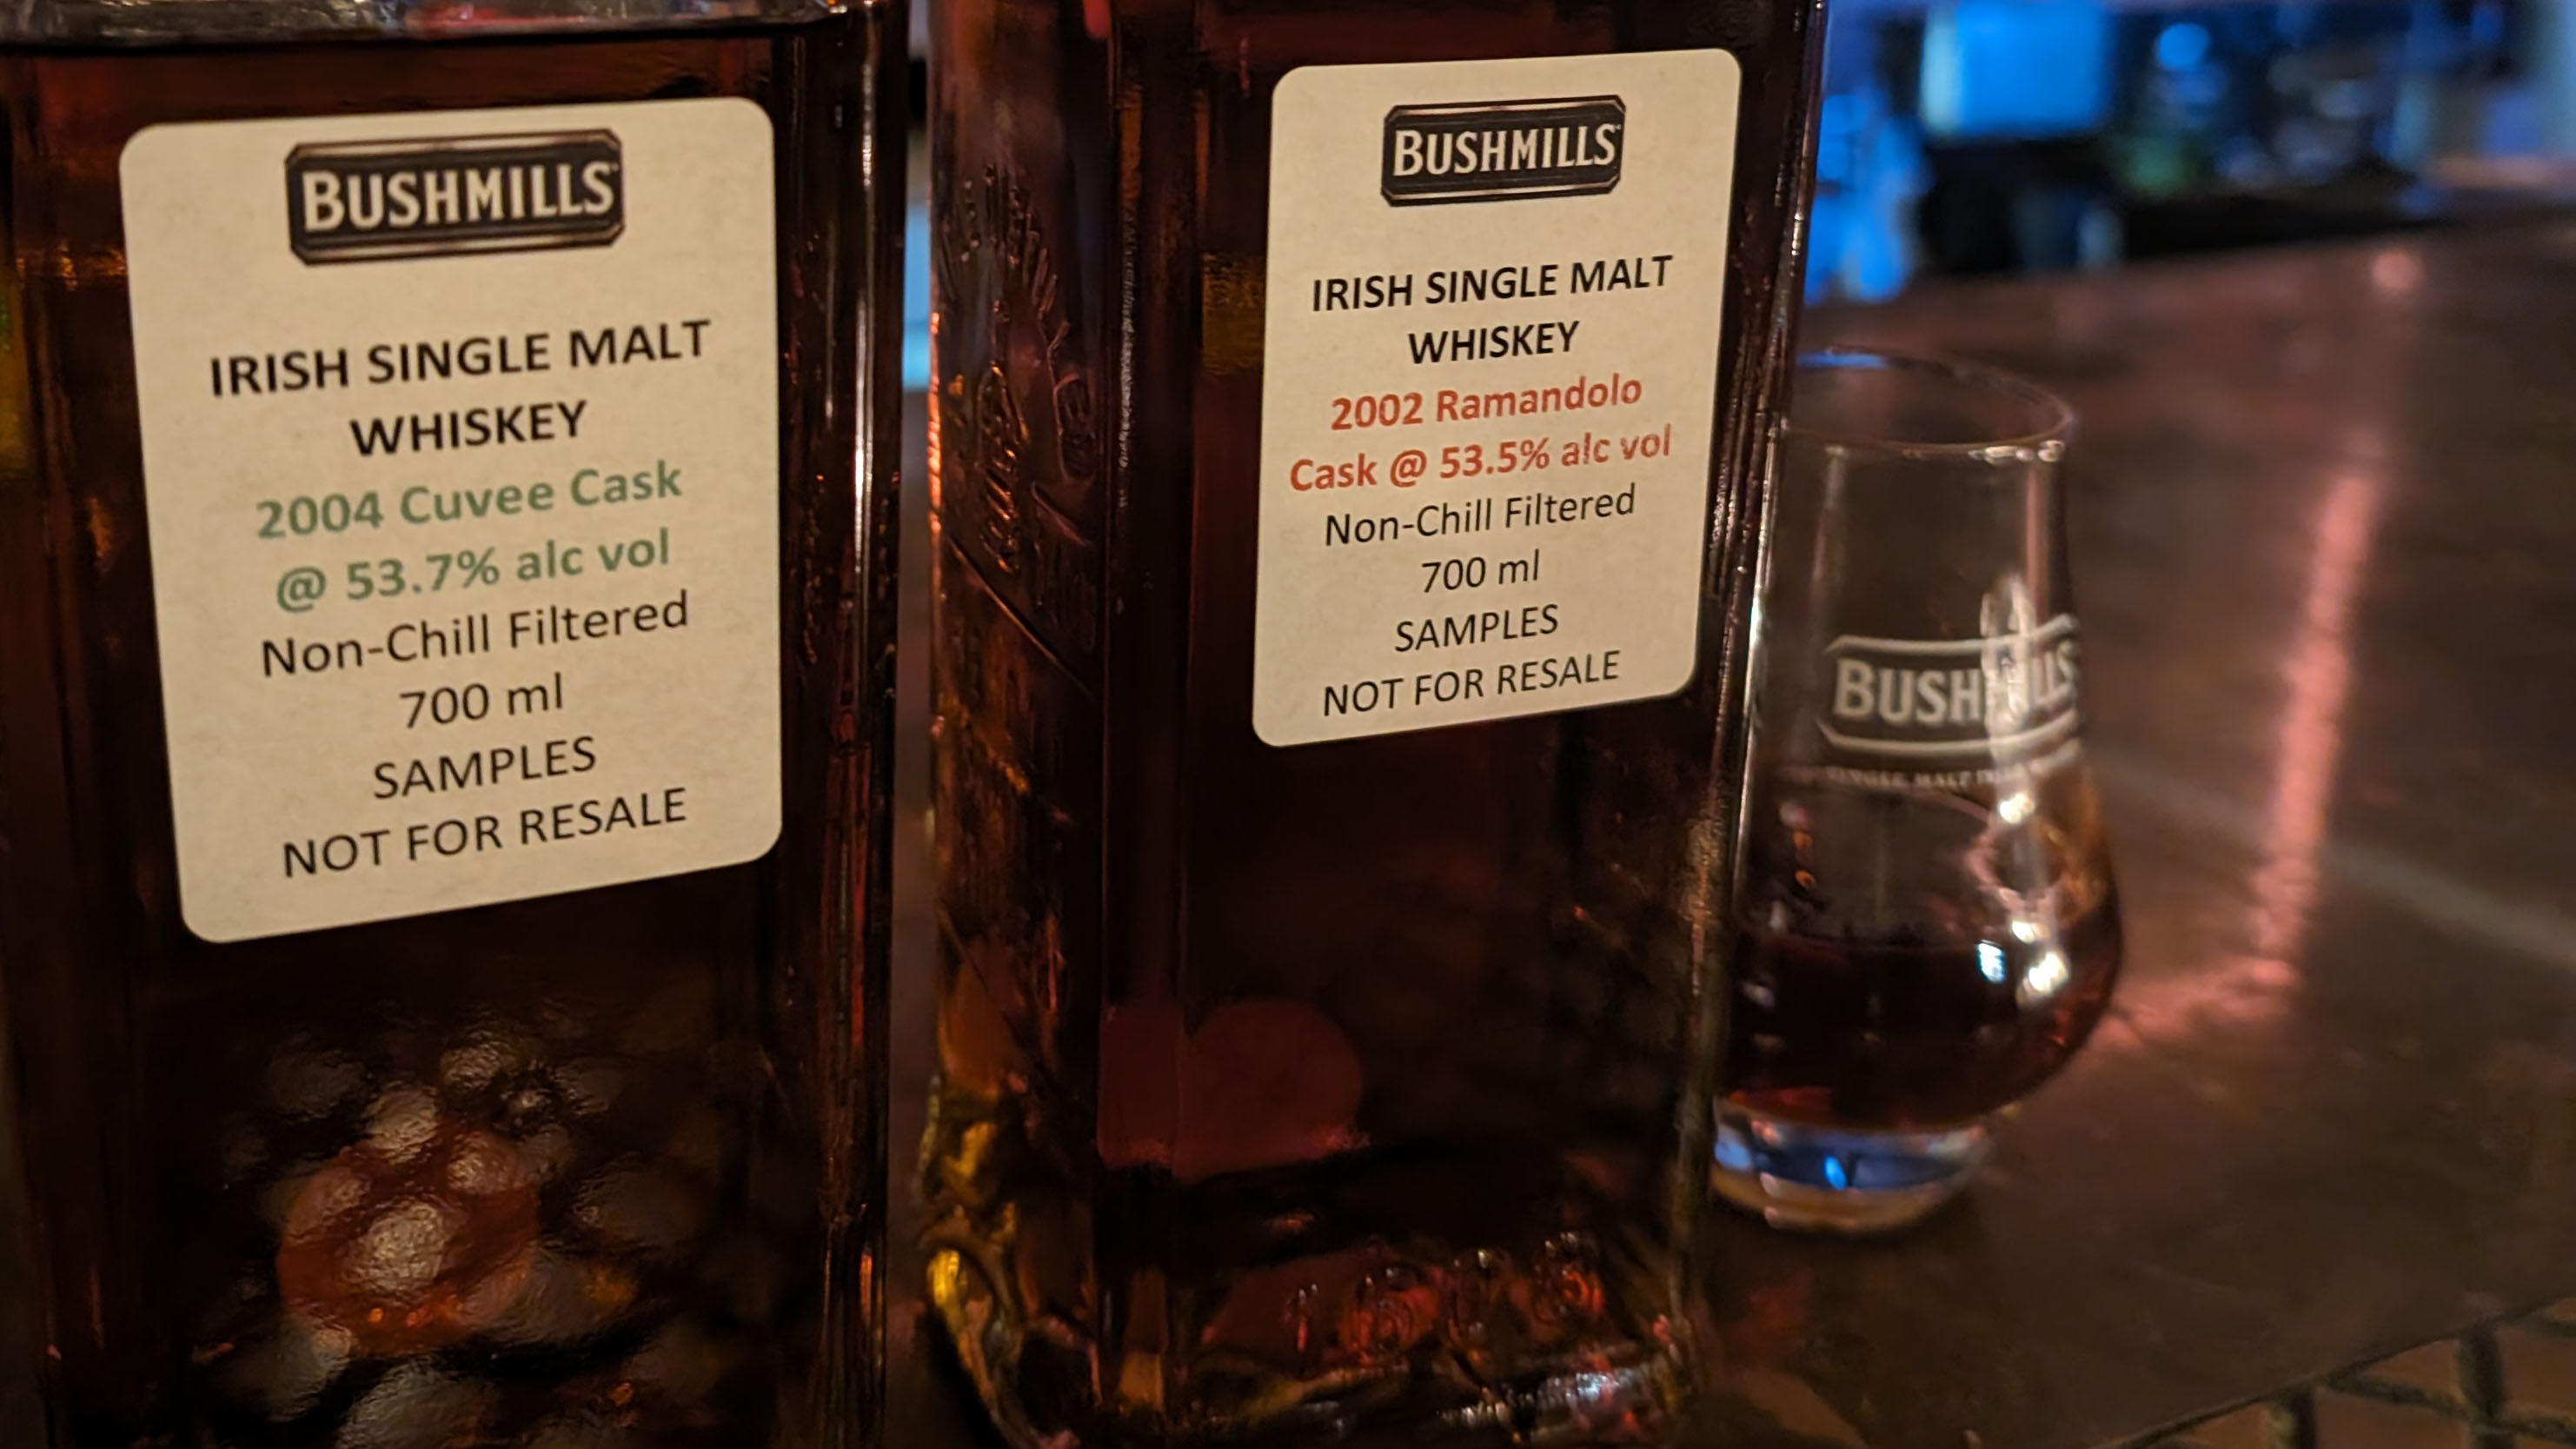 BUSHMILLS
IRISH SINGLE MALT
WHISKEY
2004 Cuvee Cask
@ 53.7% alc vol
Non-Chill Filtered
700 ml
SAMPLES
NOT FOR RESALE
BUSHMILLS
IRISH SINGLE MALT
WHISKEY
2002 Ramandolo
Cask @ 53.5% alc vol
Non-Chill Filtered
700 ml
SAMPLES
NOT FOR RESALE
BUSHMILLS
SINGLE MALT